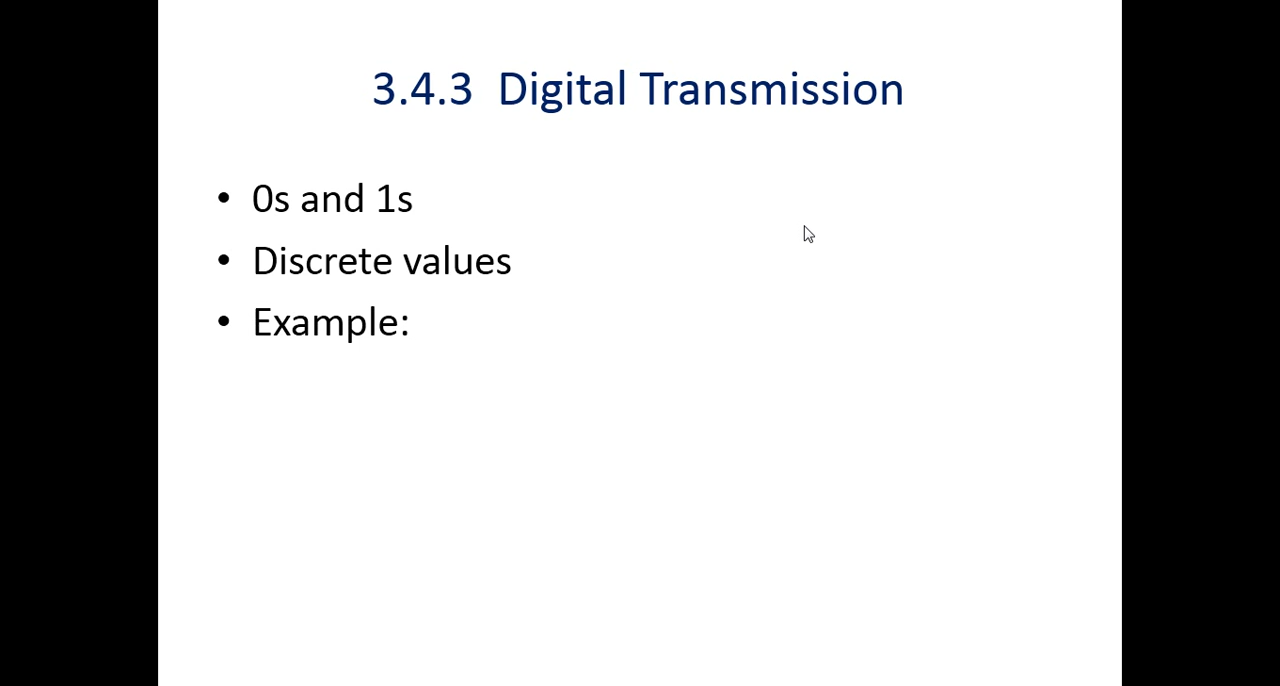 3.4.3 Digital Transmission
• 0s and 1s
• Discrete values
• Example: